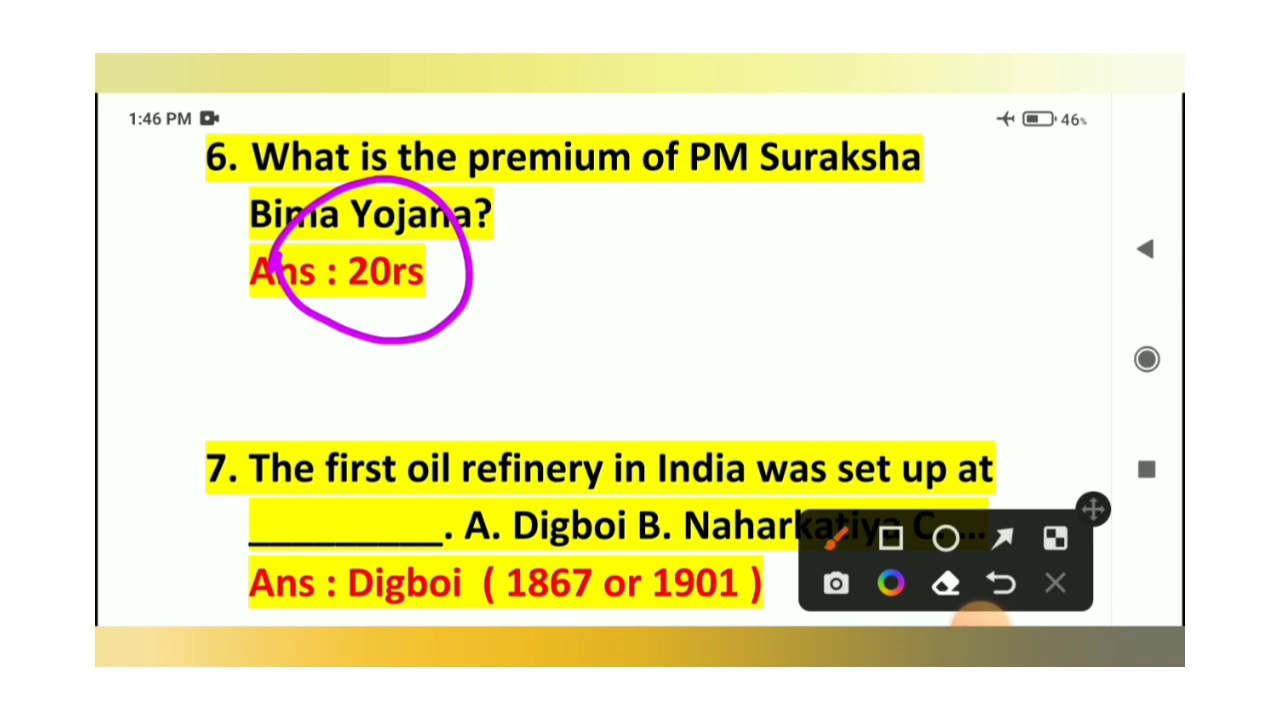 1:46 PM 46%
6. What is the premium of PM Suraksha
Bima Yojana?
Ans : 20rs
7. The first oil refinery in India was set up at
_________. A. Digboi B. Naharkatiya C. ...
Ans : Digboi ( 1867 or 1901 )